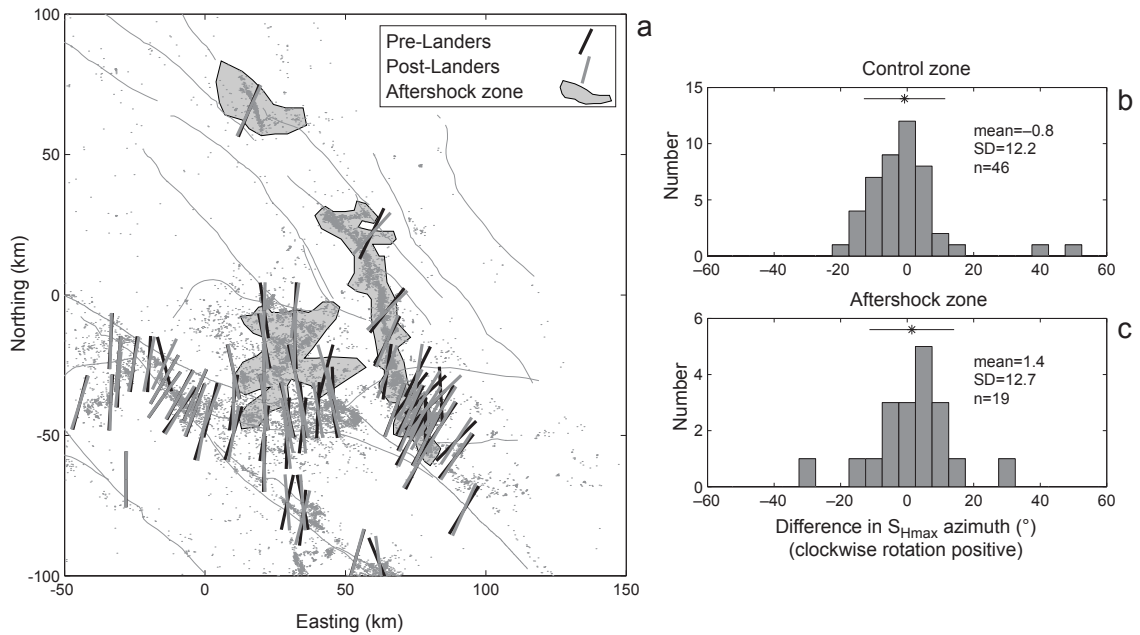 a
Pre-Landers
Post-Landers
Aftershock zone
100
50
0
-50
-100
Northing (km)
-50
0
50
100
150
Easting (km)
Control zone
b
15
10
5
0
Number
mean=–0.8
SD=12.2
n=46
–60
–40
–20
0
20
40
60
Aftershock zone
c
6
4
2
0
Number
mean=1.4
SD=12.7
n=19
–60
–40
–20
0
20
40
60
Difference in SHmax azimuth (°)
(clockwise rotation positive)